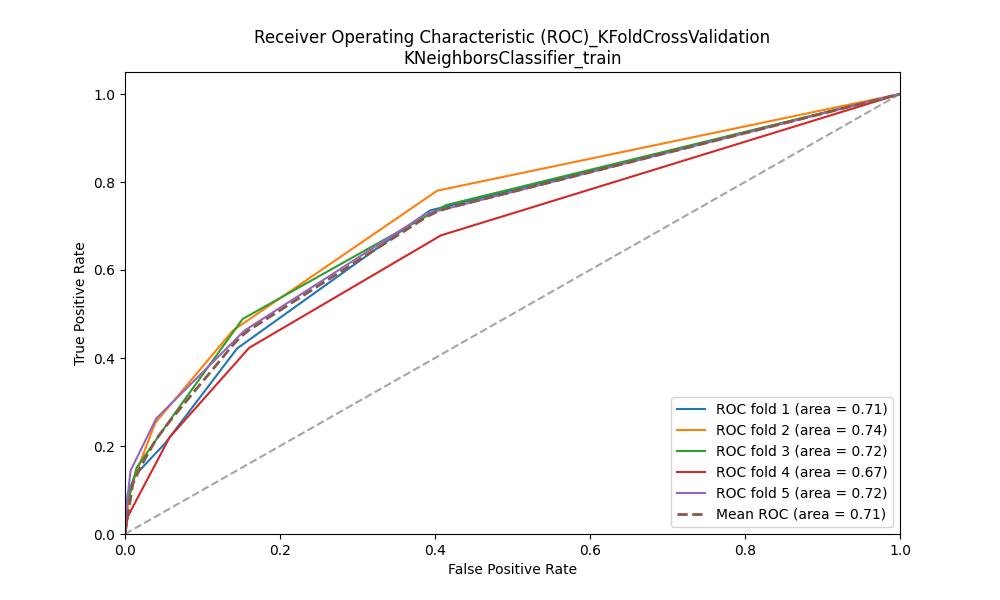 Receiver Operating Characteristic (ROC)_KFoldCrossValidation
KNeighborsClassifier_train
True Positive Rate
1.0
0.8
0.6
0.4
0.2
0.0
0.0 0.2 0.4 0.6 0.8 1.0
False Positive Rate
ROC fold 1 (area = 0.71)
ROC fold 2 (area = 0.74)
ROC fold 3 (area = 0.72)
ROC fold 4 (area = 0.67)
ROC fold 5 (area = 0.72)
Mean ROC (area = 0.71)